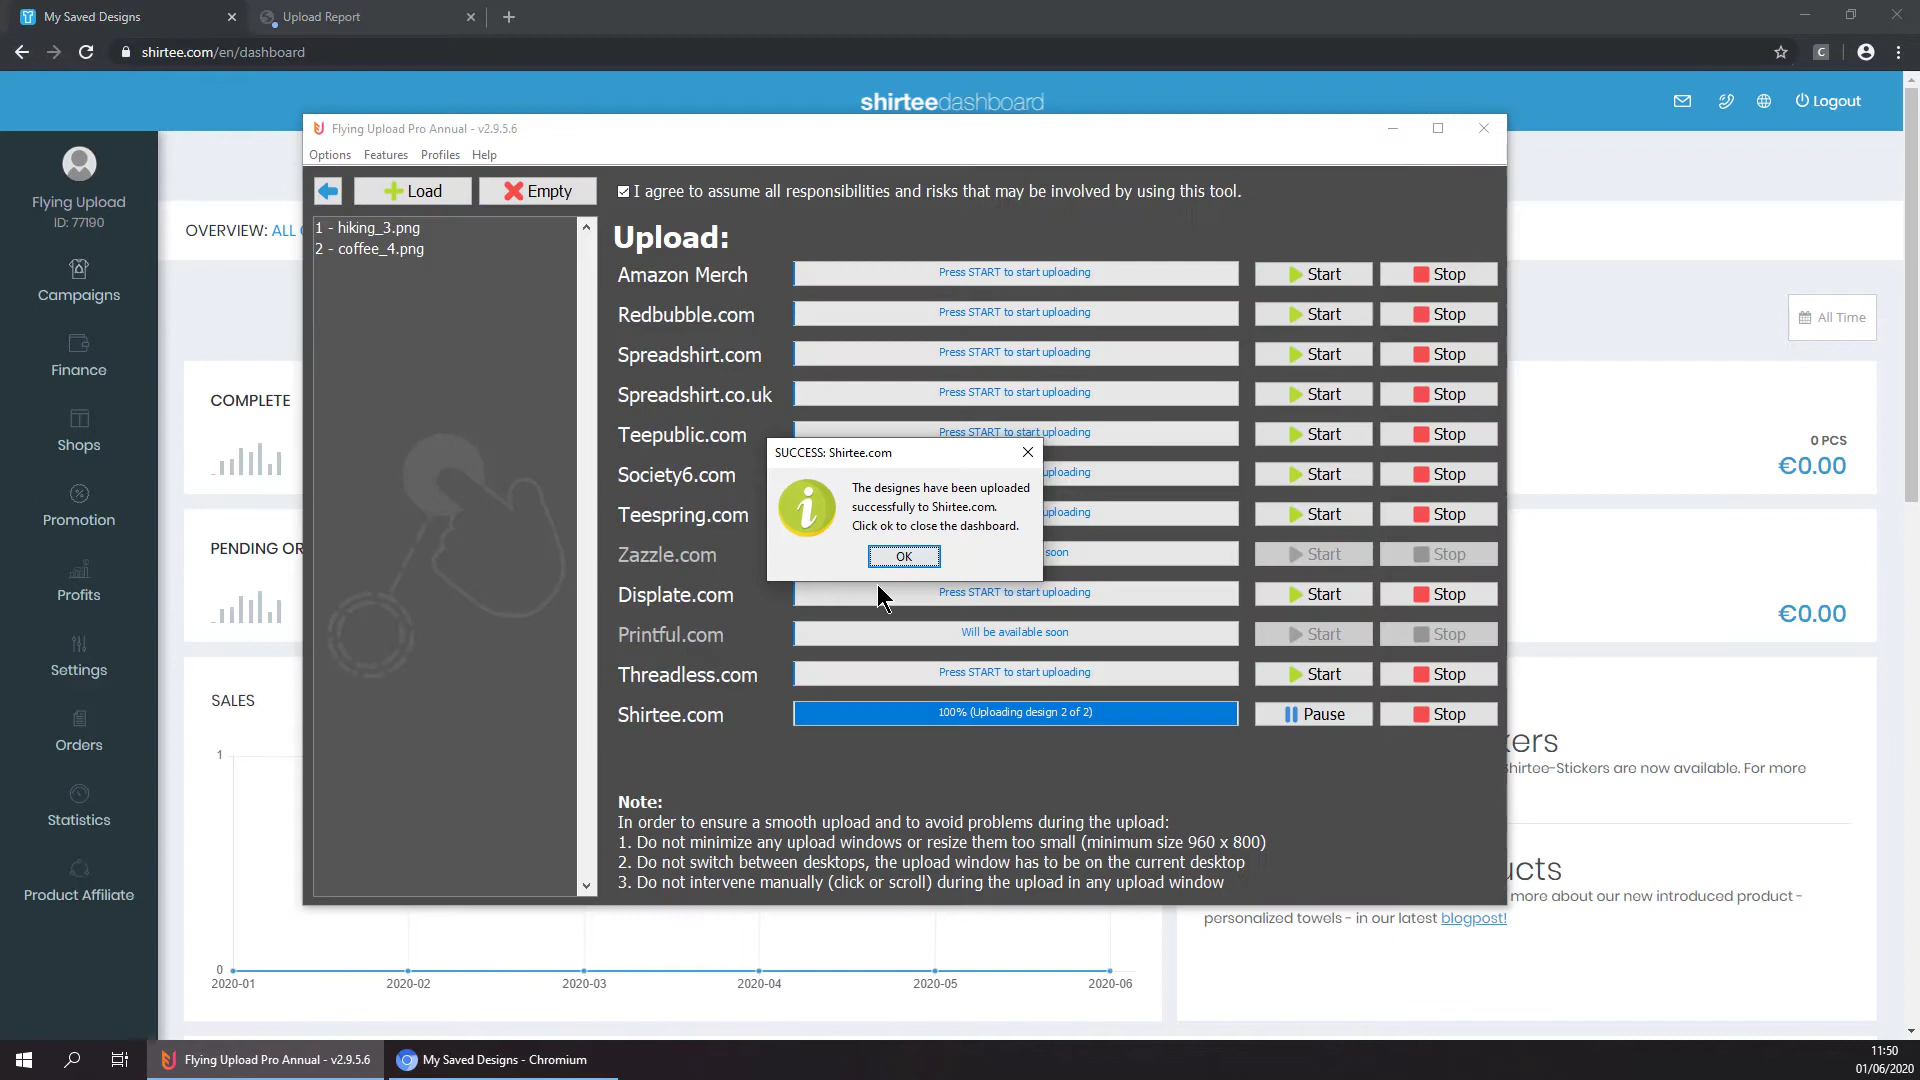 My Saved Designs
Upload Report
shirtee.com/en/dashboard
C
shirteedashboard
Logout
Flying Upload
ID: 77190
Campaigns
Finance
Shops
Promotion
Profits
Settings
Orders
Statistics
Product Affiliate
OVERVIEW: ALL
All Time
COMPLETE
0 PCS
€0.00
PENDING OR
€0.00
SALES
1
0
2020-01
2020-02
2020-03
2020-04
2020-05
2020-06
Shirtee-Stickers are now available. For more
more about our new introduced product -
personalized towels - in our latest blogpost!
Flying Upload Pro Annual - v2.9.5.6
Options Features Profiles Help
Load
Empty
I agree to assume all responsibilities and risks that may be involved by using this tool.
1 - hiking_3.png
2 - coffee_4.png
Upload:
Amazon Merch Press START to start uploading Start Stop
Redbubble.com Press START to start uploading Start Stop
Spreadshirt.com Press START to start uploading Start Stop
Spreadshirt.co.uk Press START to start uploading Start Stop
Teepublic.com Press START to start uploading Start Stop
Society6.com uploading Start Stop
Teespring.com uploading Start Stop
Zazzle.com soon Start Stop
Displate.com Press START to start uploading Start Stop
Printful.com Will be available soon Start Stop
Threadless.com Press START to start uploading Start Stop
Shirtee.com 100% (Uploading design 2 of 2) Pause Stop
SUCCESS: Shirtee.com
The designes have been uploaded
successfully to Shirtee.com.
Click ok to close the dashboard.
OK
Note:
In order to ensure a smooth upload and to avoid problems during the upload:
1. Do not minimize any upload windows or resize them too small (minimum size 960 x 800)
2. Do not switch between desktops, the upload window has to be on the current desktop
3. Do not intervene manually (click or scroll) during the upload in any upload window
Flying Upload Pro Annual - v2.9.5.6
My Saved Designs - Chromium
11:50
01/06/2020